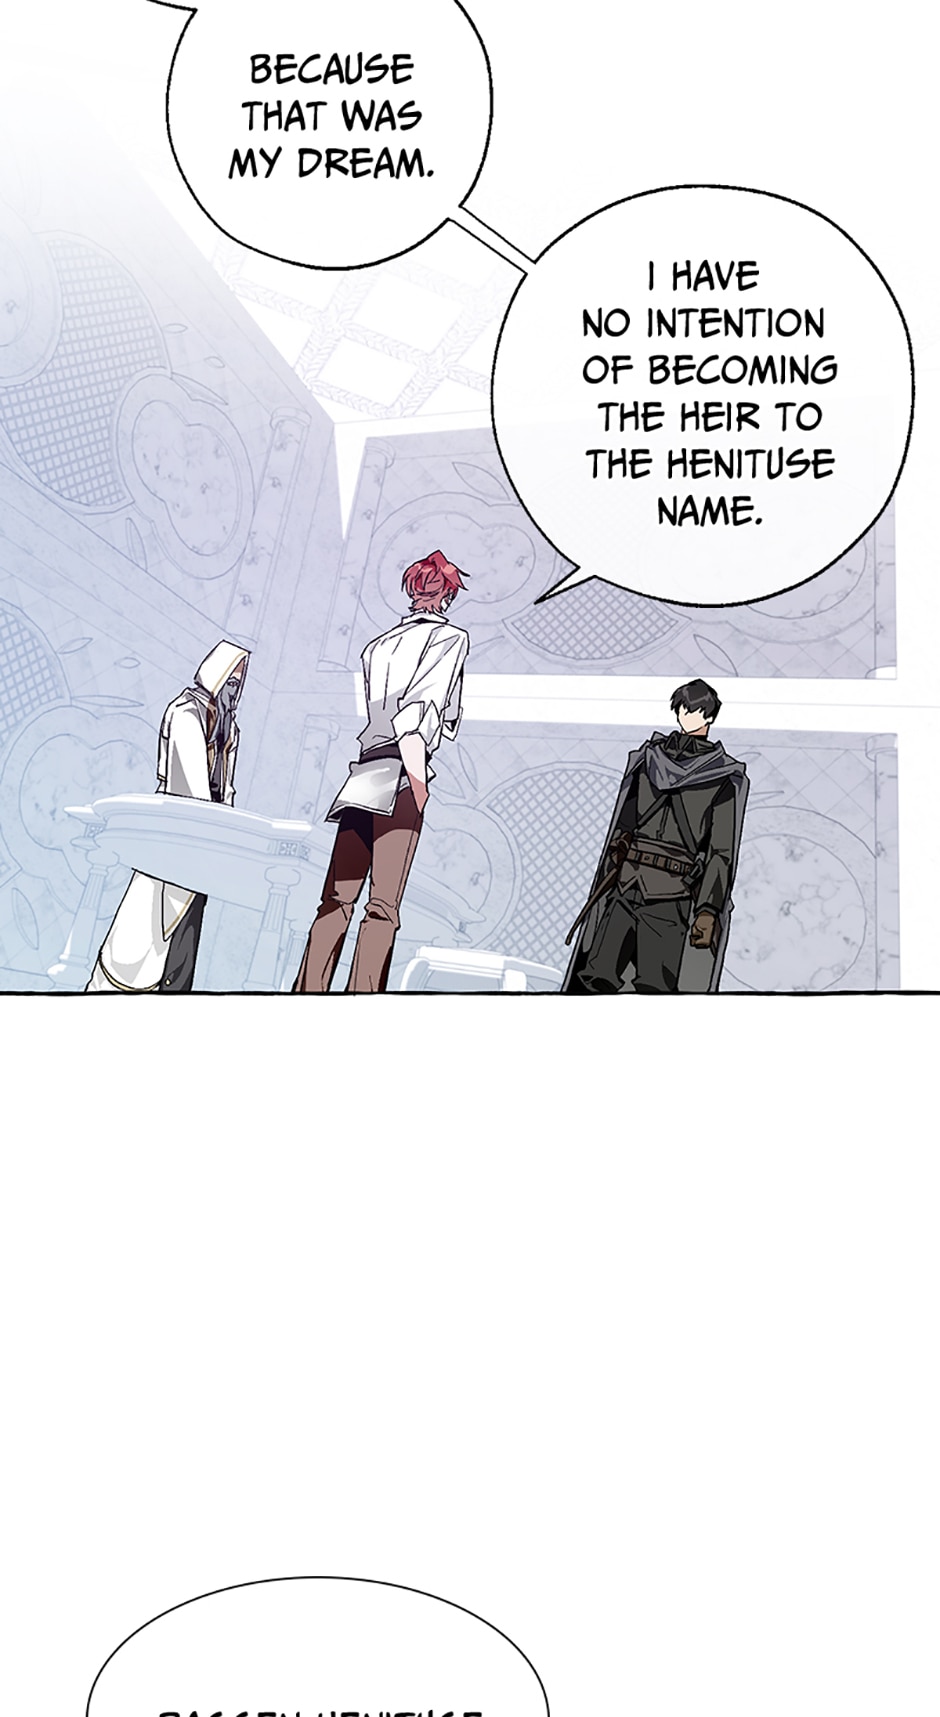 BECAUSE
THAT WAS
MY DREAM.
I HAVE
NO INTENTION
OF BECOMING
THE HEIR TO
THE HENITUSE
NAME.